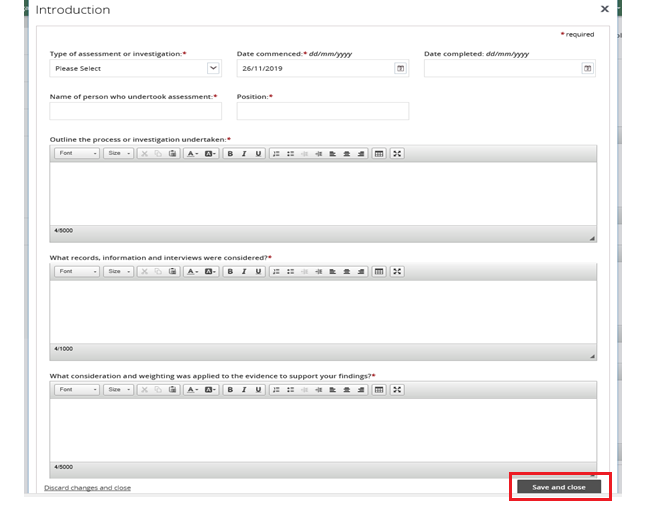 Introduction
* required
Type of assessment or investigation:* Date commenced:* dd/mm/yyyy Date completed: dd/mm/yyyy
Please Select 26/11/2019
Name of person who undertook assessment:* Position:*
Outline the process or investigation undertaken:*
Font Size A A B I U
4/5000
What records, information and interviews were considered?*
Font Size A A B I U
4/1000
What consideration and weighting was applied to the evidence to support your findings?*
Font Size A A B I U
4/5000
Discard changes and close Save and close